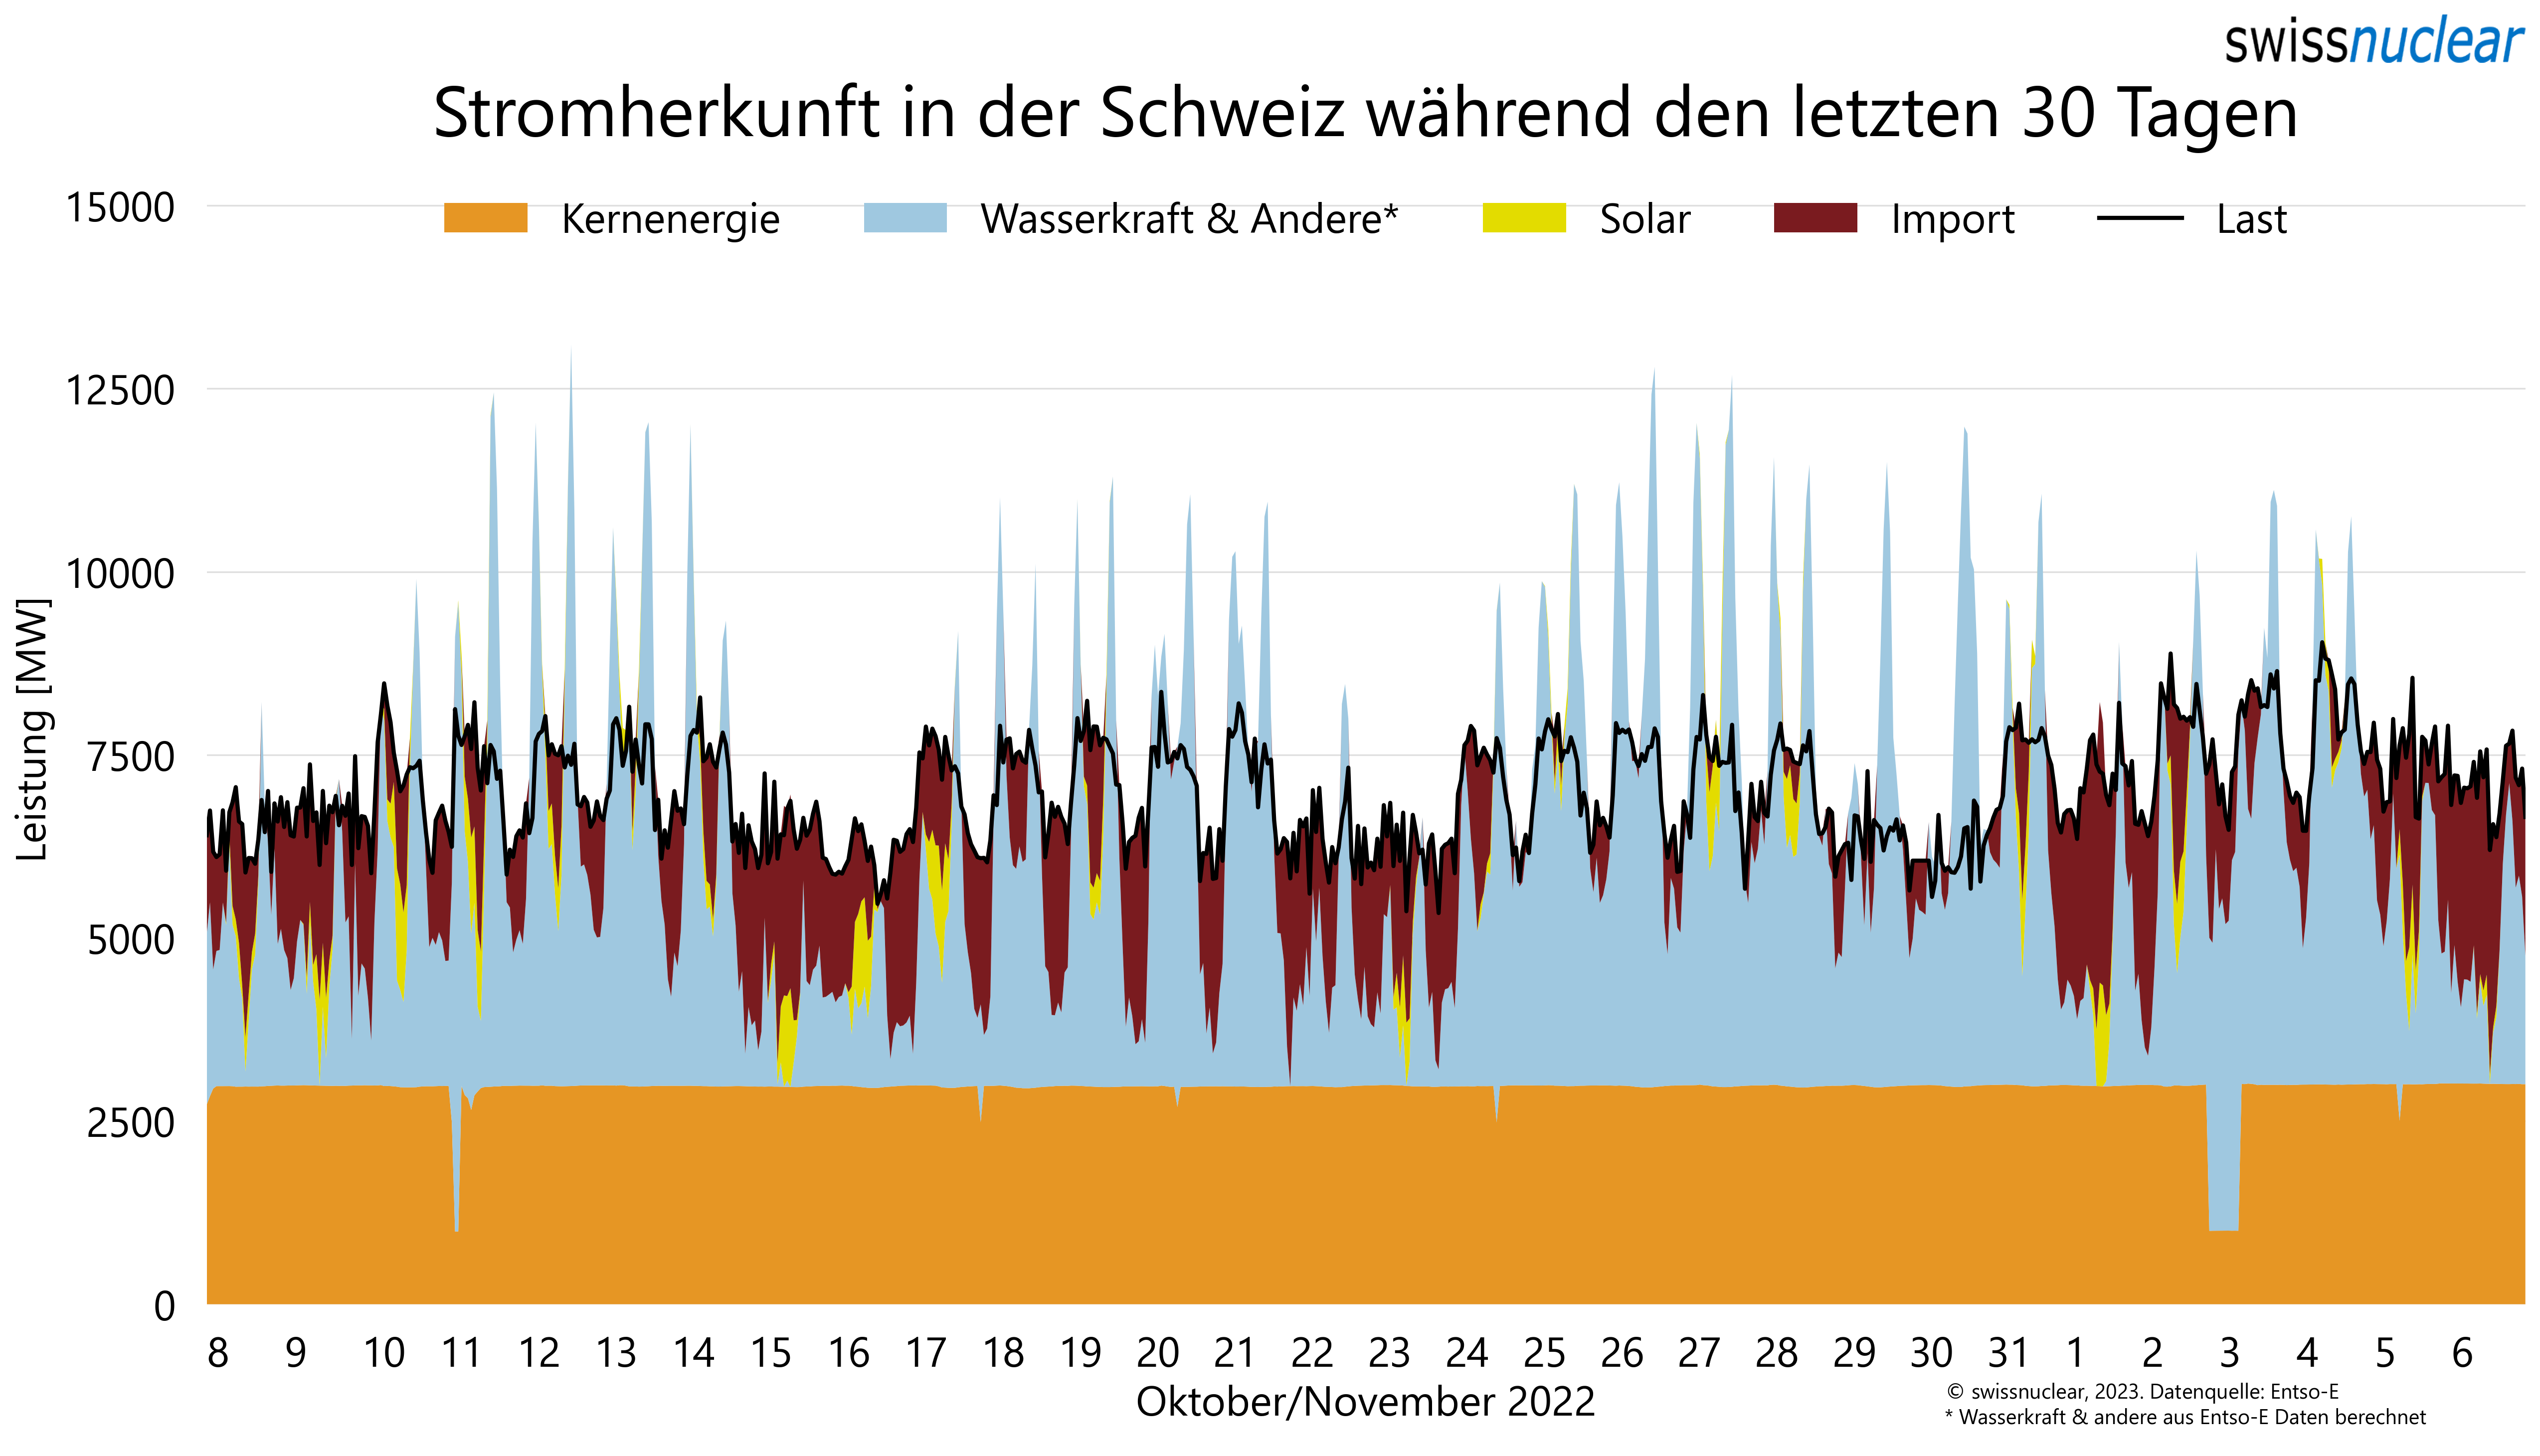 swissnuclear
Stromherkunft in der Schweiz während den letzten 30 Tagen
15000
Kernenergie Wasserkraft & Andere* Solar Import Last
12500
10000
7500
5000
2500
0
Leistung [MW]
8 9 10 11 12 13 14 15 16 17 18 19 20 21 22 23 24 25 26 27 28 29 30 31 1 2 3 4 5 6
Oktober/November 2022
© swissnuclear, 2023. Datenquelle: Entso-E
* Wasserkraft & andere aus Entso-E Daten berechnet